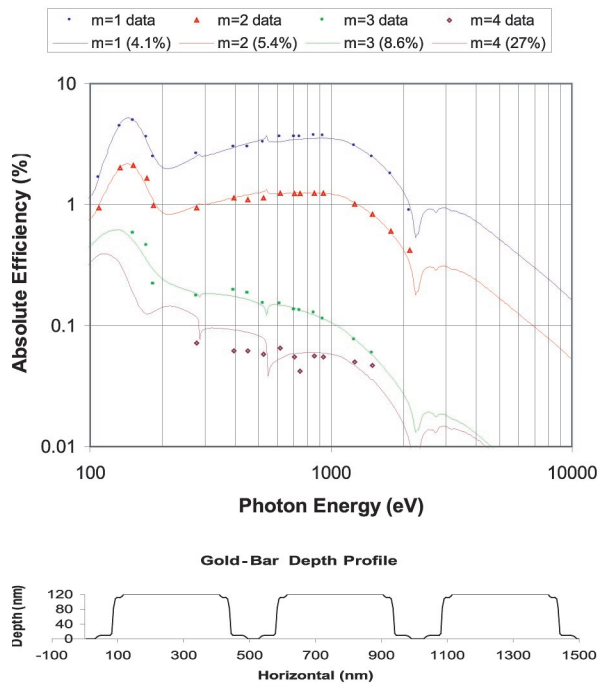 m=1 data m=2 data m=3 data m=4 data
m=1 (4.1%) m=2 (5.4%) m=3 (8.6%) m=4 (27%)
10
1
0.1
0.01
Absolute Efficiency (%)
100 1000 10000
Photon Energy (eV)
Gold-Bar Depth Profile
120
80
40
0
Depth (nm)
-100 100 300 500 700 900 1100 1300 1500
Horizontal (nm)